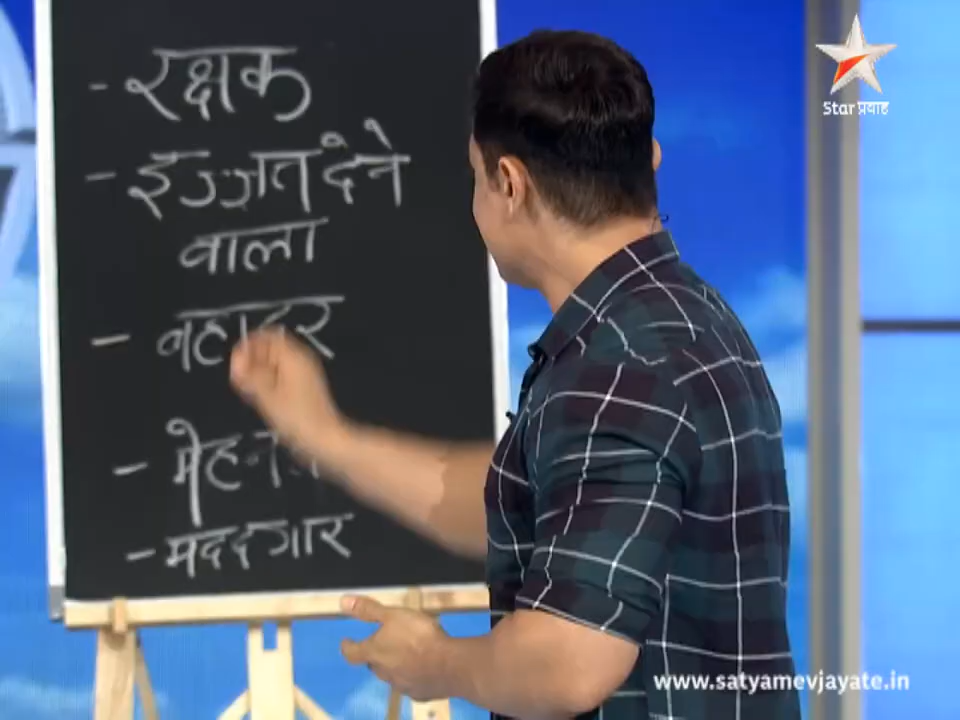 - रक्षक
- इज्जत देने
वाला
- बहादुर
-
- मददगार
Star प्रवाह
www.satyamevjayate.in